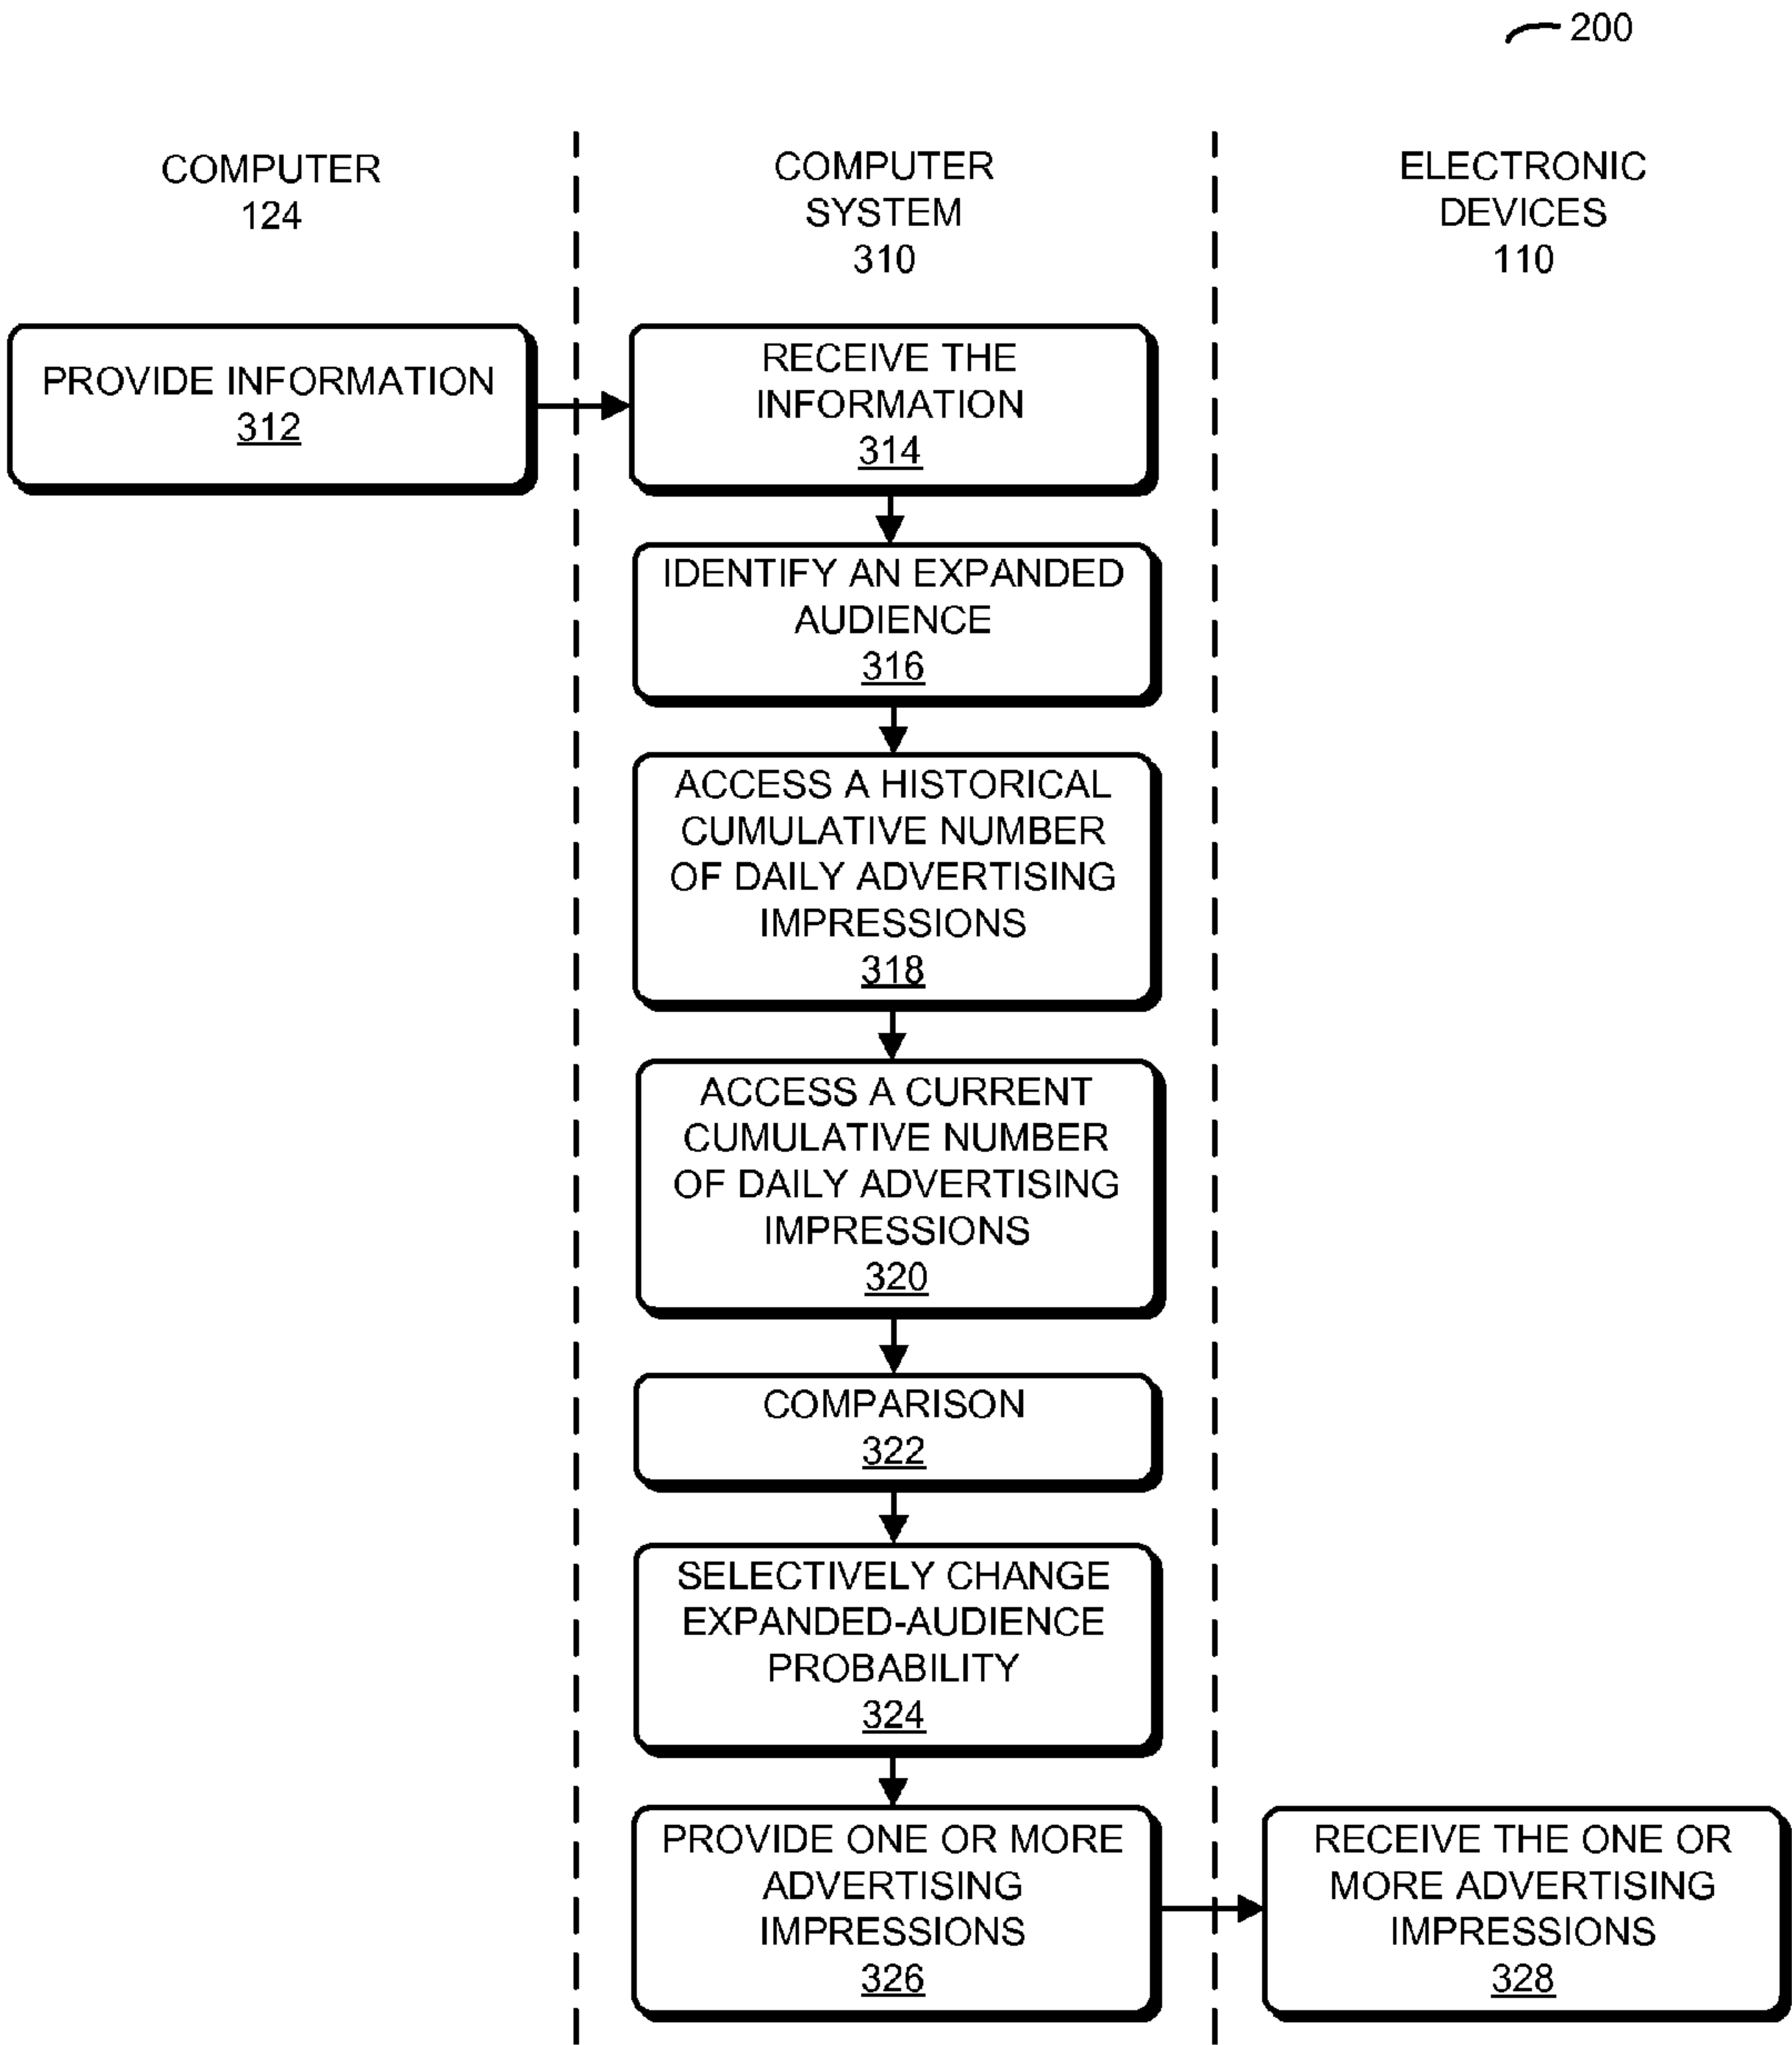 200
COMPUTER
124
COMPUTER
SYSTEM
310
ELECTRONIC
DEVICES
110
PROVIDE INFORMATION
312
RECEIVE THE
INFORMATION
314
IDENTIFY AN EXPANDED
AUDIENCE
316
ACCESS A HISTORICAL
CUMULATIVE NUMBER
OF DAILY ADVERTISING
IMPRESSIONS
318
ACCESS A CURRENT
CUMULATIVE NUMBER
OF DAILY ADVERTISING
IMPRESSIONS
320
COMPARISON
322
SELECTIVELY CHANGE
EXPANDED-AUDIENCE
PROBABILITY
324
PROVIDE ONE OR MORE
ADVERTISING
IMPRESSIONS
326
RECEIVE THE ONE OR
MORE ADVERTISING
IMPRESSIONS
328